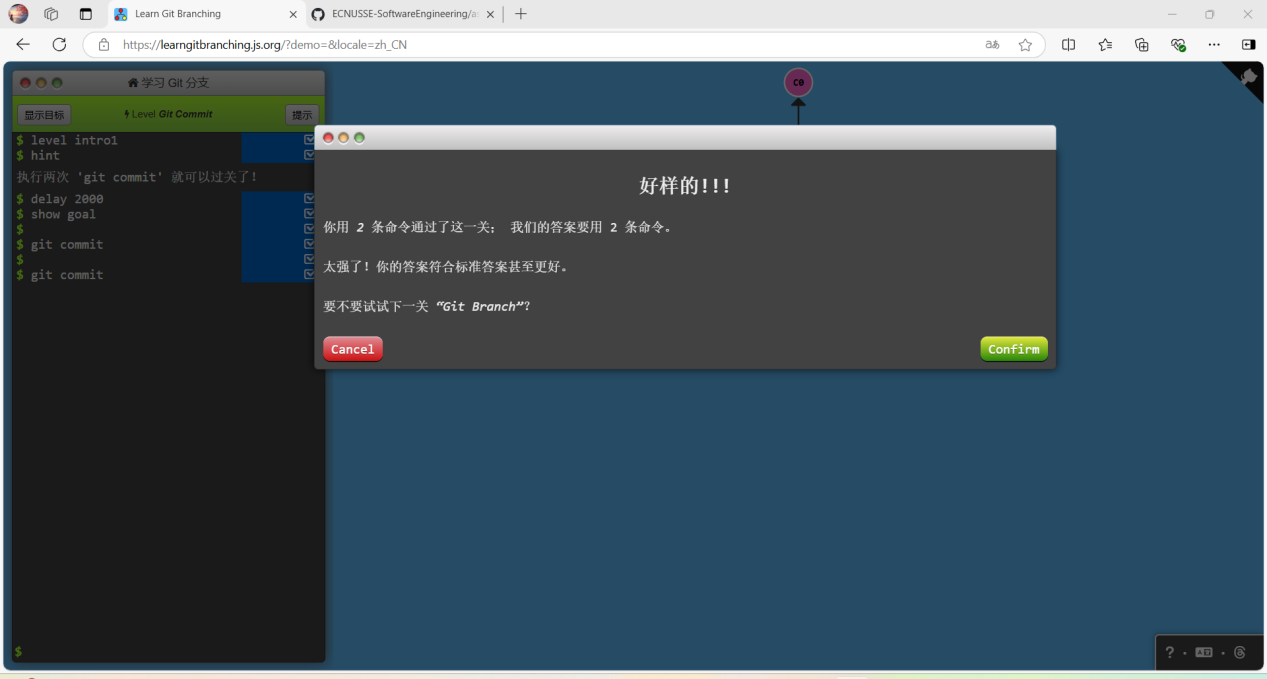 Learn Git Branching
ECNUSSE-SoftwareEngineering/a
https://learngitbranching.js.org/?demo=&locale=zh_CN
学习 Git 分支
显示目标
Level Git Commit
提示
$ level intro1
$ hint
执行两次 'git commit' 就可以过关了!
$ delay 2000
$ show goal
$
$ git commit
$
$ git commit
$
c0
好样的!!!
你用 2 条命令通过了这一关; 我们的答案要用 2 条命令。
太强了! 你的答案符合标准答案甚至更好。
要不要试试下一关 “Git Branch”?
Cancel
Confirm
? · ·